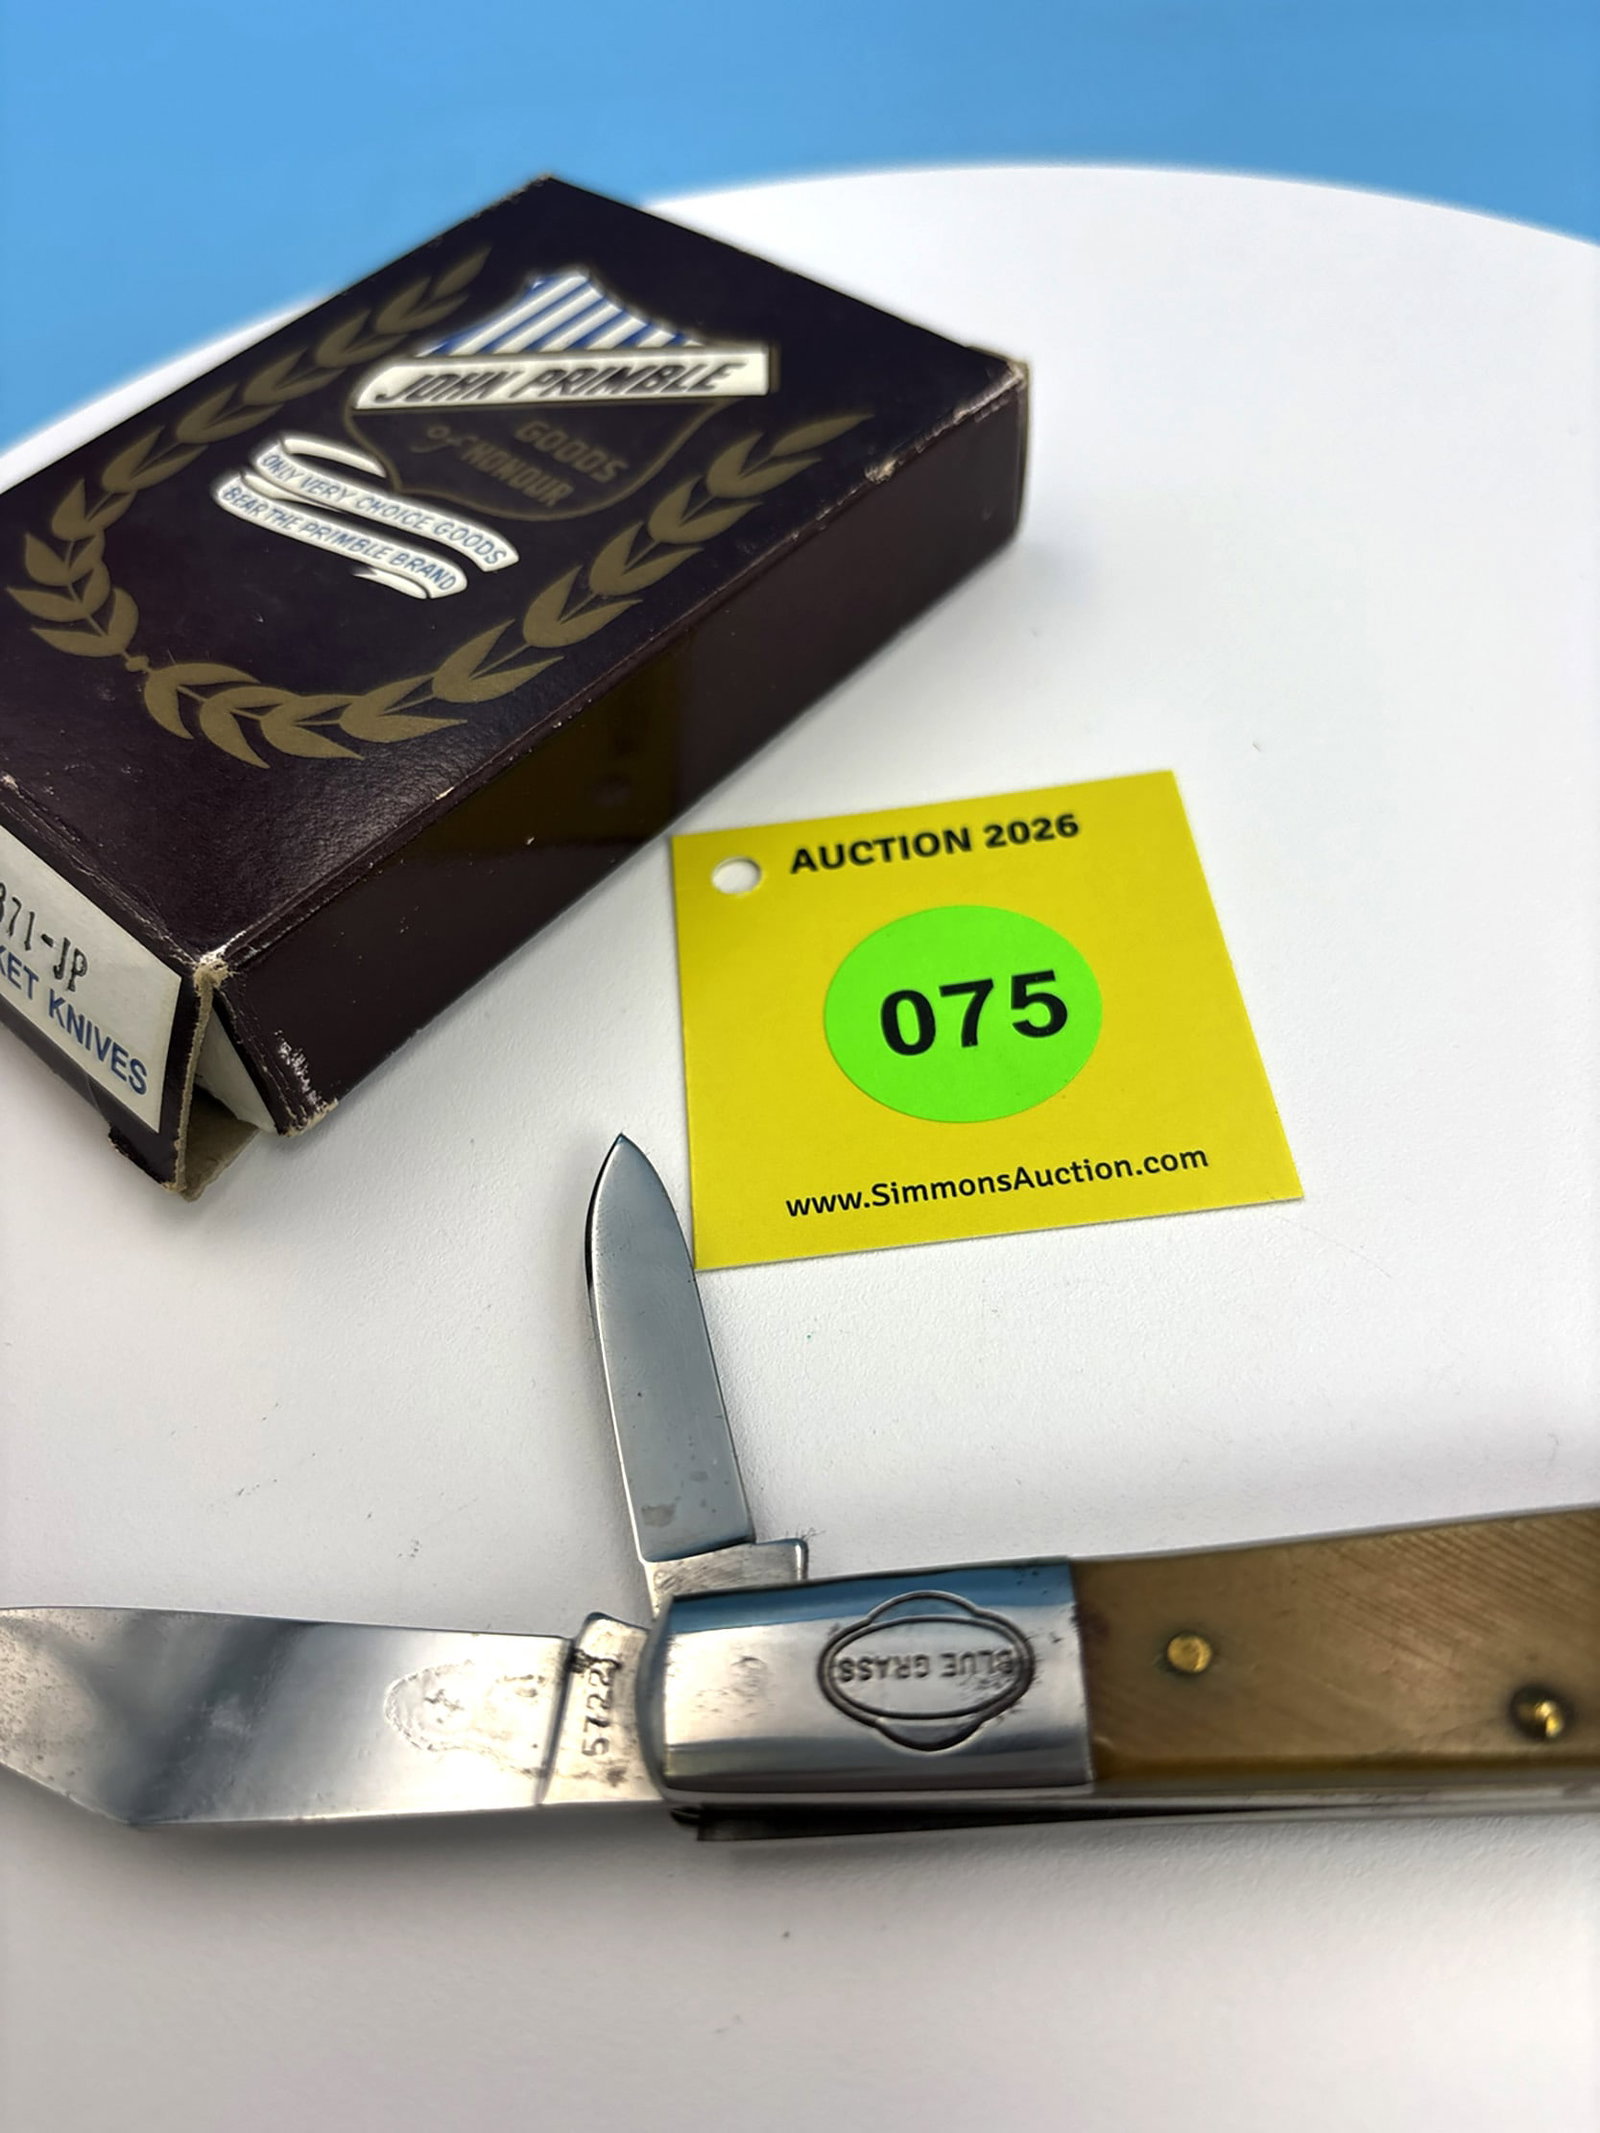 JOHN PRIMBLE
GOODS
of HONOUR
ONLY VERY CHOICE GOODS
BEAR THE PRIMBLE BRAND
371-JP
KET KNIVES
AUCTION 2026
075
www.SimmonsAuction.com
BLUE GRASS